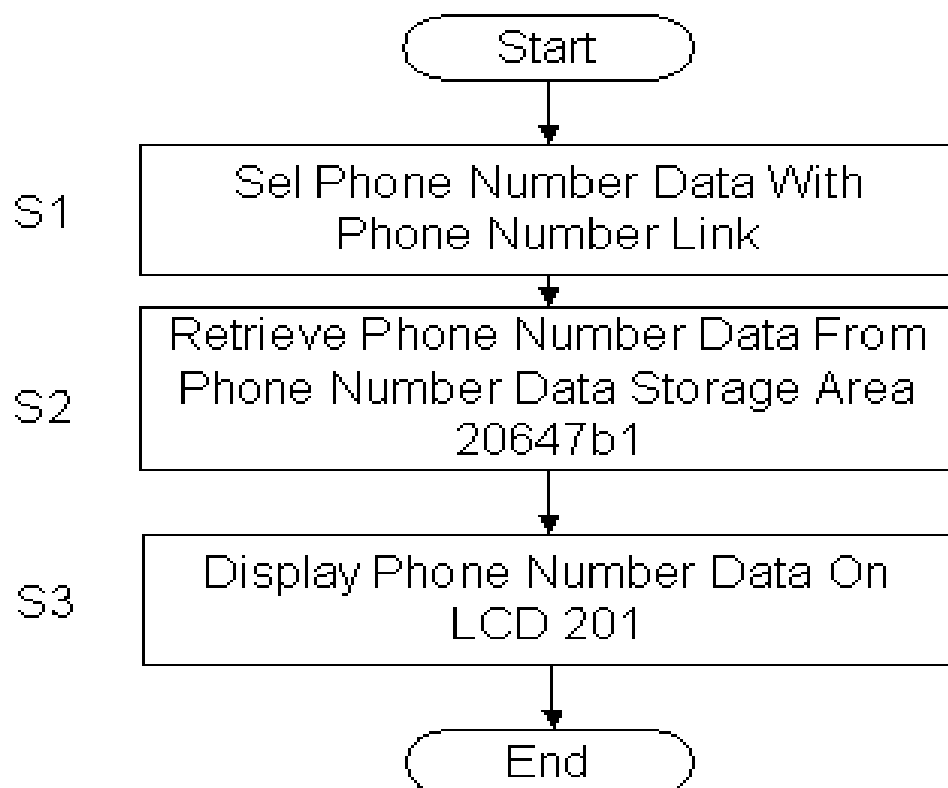 Start
S1
Sel Phone Number Data With
Phone Number Link
S2
Retrieve Phone Number Data From
Phone Number Data Storage Area
20647b1
S3
Display Phone Number Data On
LCD 201
End